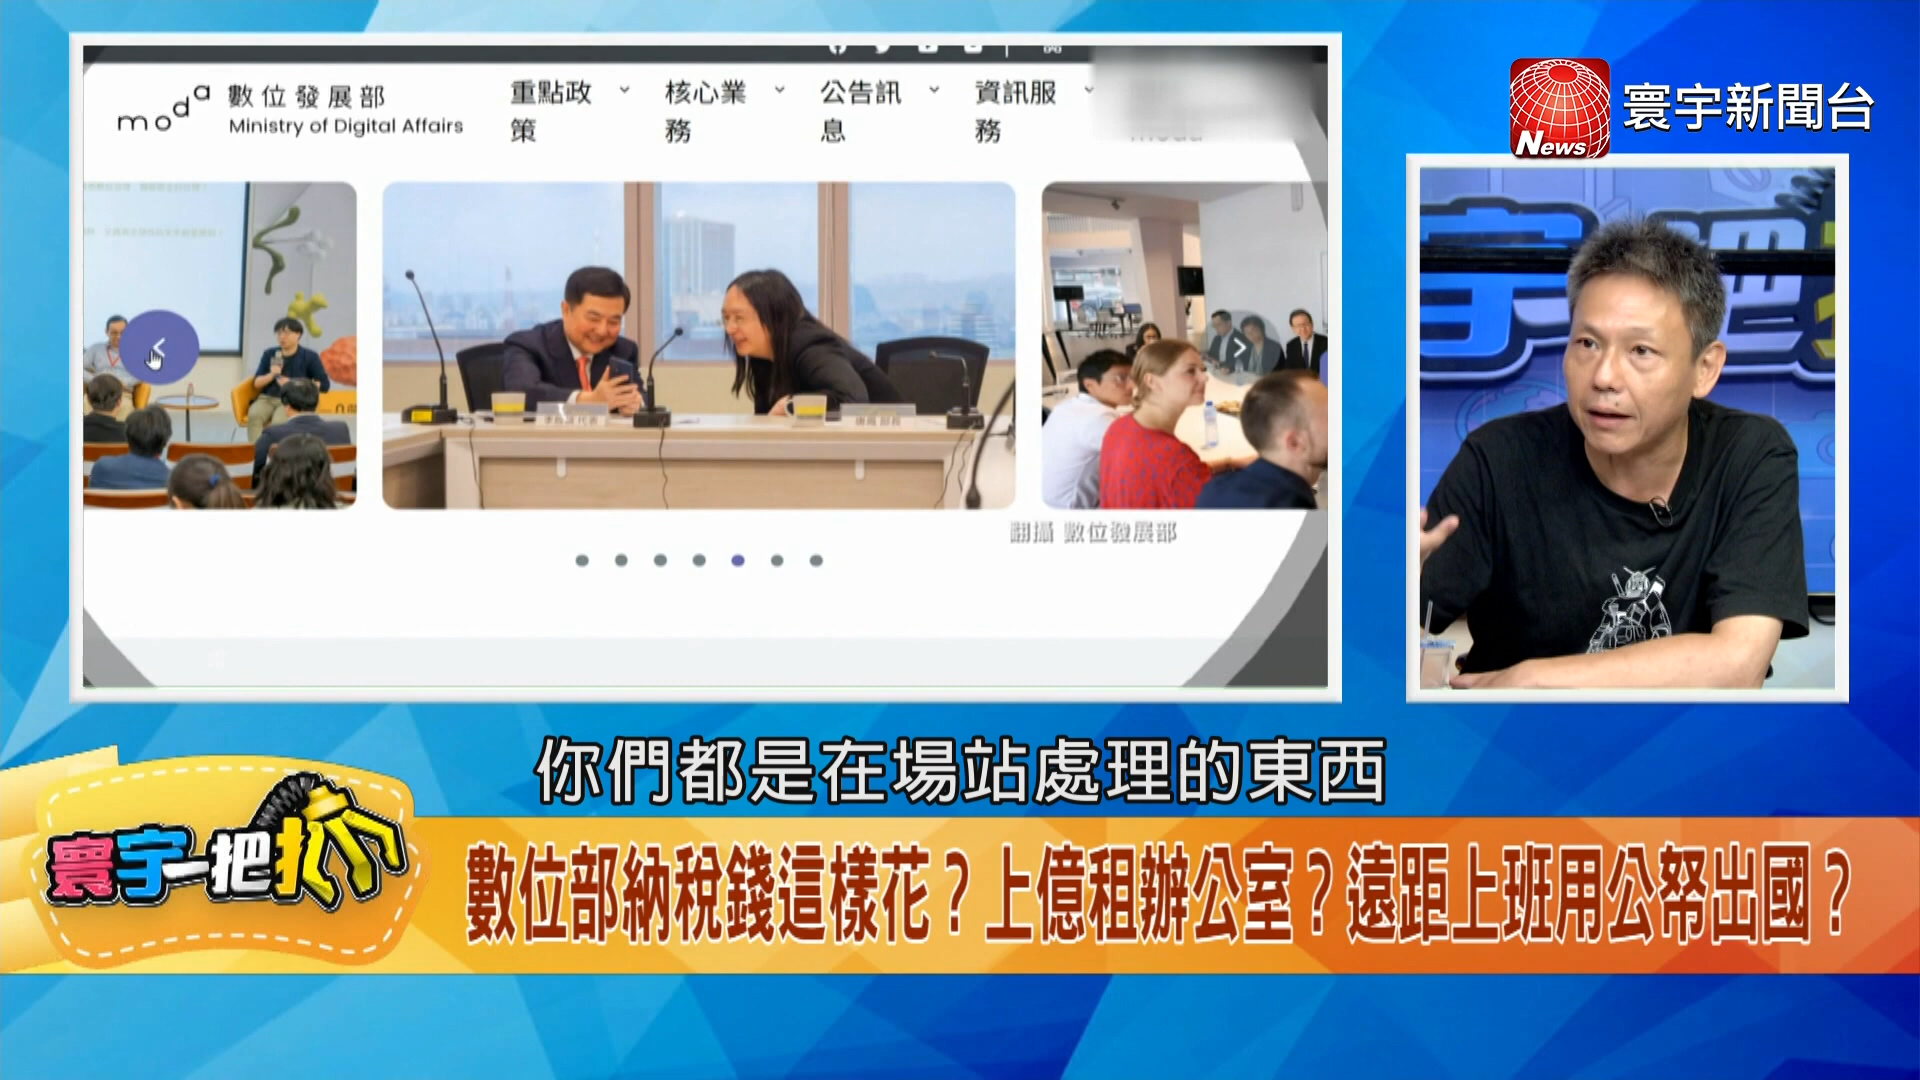 moda 數位發展部
Ministry of Digital Affairs
重點政策
核心業務
公告訊息
資訊服務
News 寰宇新聞台
翻攝 數位發展部
你們都是在場站處理的東西
寰宇一把抓
數位部納稅錢這樣花？上億租辦公室？遠距上班用公帑出國？